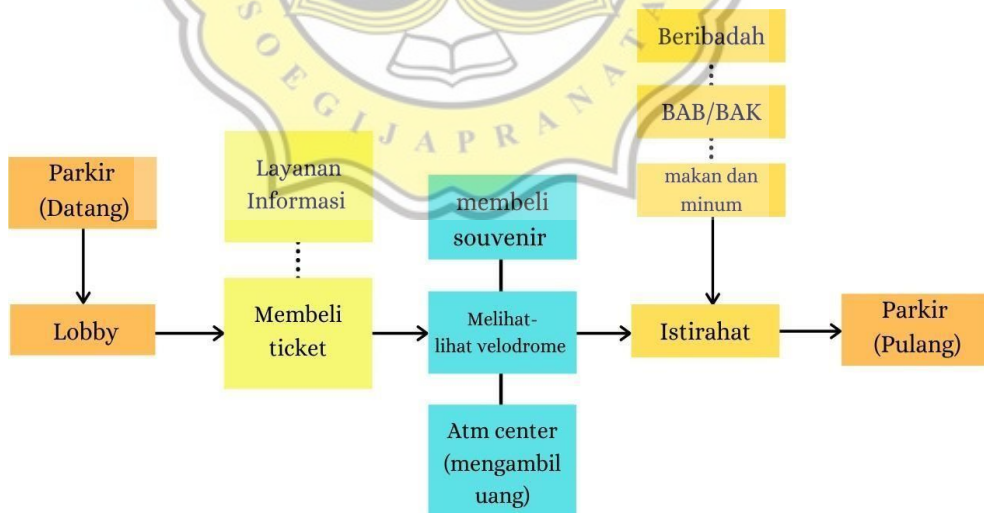 SOEGIJAPRANATA
Beribadah
BAB/BAK
makan dan
minum
Parkir
(Datang)
Layanan
Informasi
membeli
souvenir
Lobby
Membeli
ticket
Melihat-
lihat velodrome
Istirahat
Parkir
(Pulang)
Atm center
(mengambil
uang)